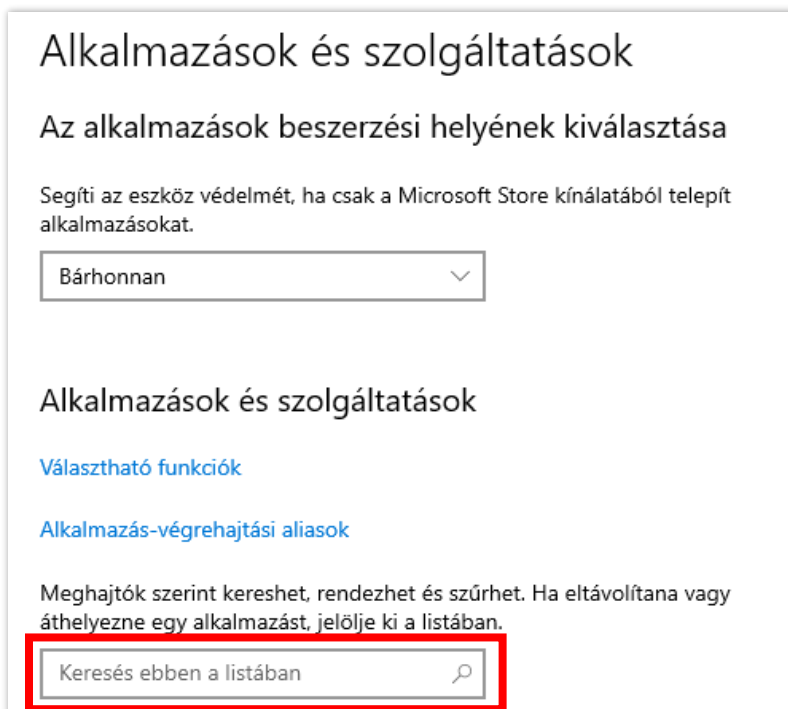 Alkalmazások és szolgáltatások
Az alkalmazások beszerzési helyének kiválasztása
Segíti az eszköz védelmét, ha csak a Microsoft Store kínálatából telepít
alkalmazásokat.
Bárhonnan
Alkalmazások és szolgáltatások
Választható funkciók
Alkalmazás-végrehajtási aliasok
Meghajtók szerint kereshet, rendezhet és szűrhet. Ha eltávolítana vagy
áthelyezne egy alkalmazást, jelölje ki a listában.
Keresés ebben a listában